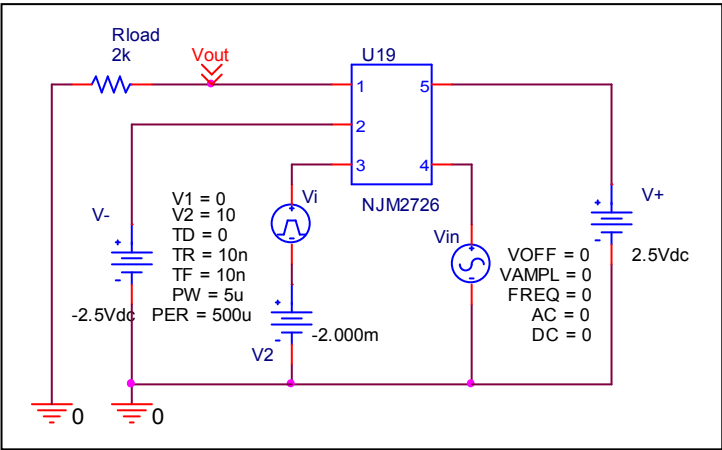 Rload
2k
Vout
U19
1
5
2
3
4
NJM2726
V1 = 0
V2 = 10
TD = 0
TR = 10n
TF = 10n
PW = 5u
PER = 500u
Vi
V-
+
-
-2.5Vdc
+
+
-
-2.000m
V2
Vin
+
-
VOFF = 0
VAMPL = 0
FREQ = 0
AC = 0
DC = 0
V+
+
-
2.5Vdc
0
0